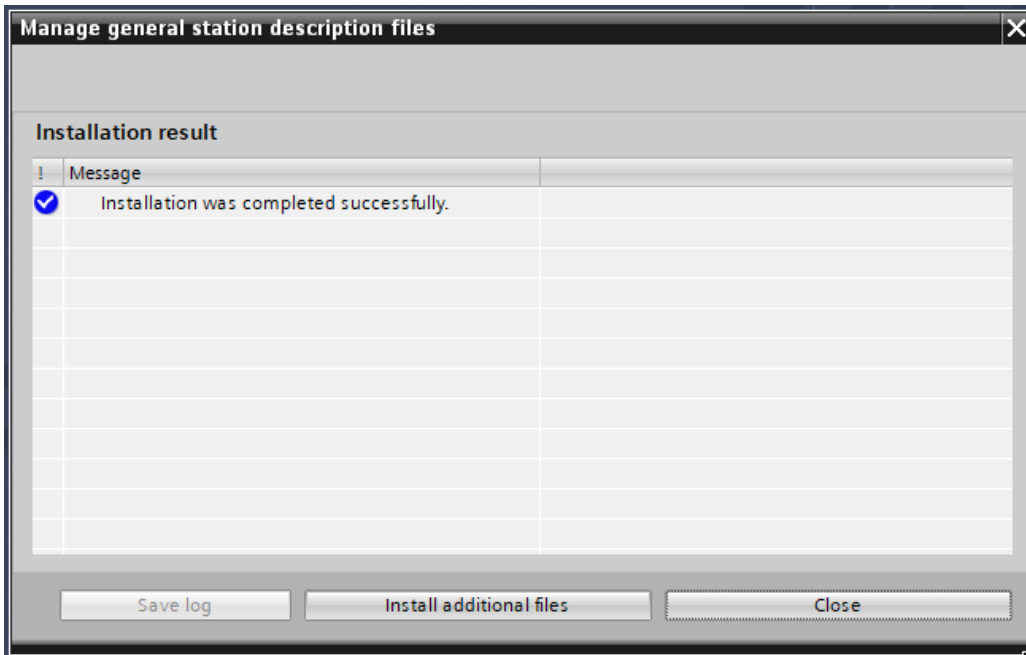 Manage general station description files
Installation result
! Message
Installation was completed successfully.
Save log Install additional files Close